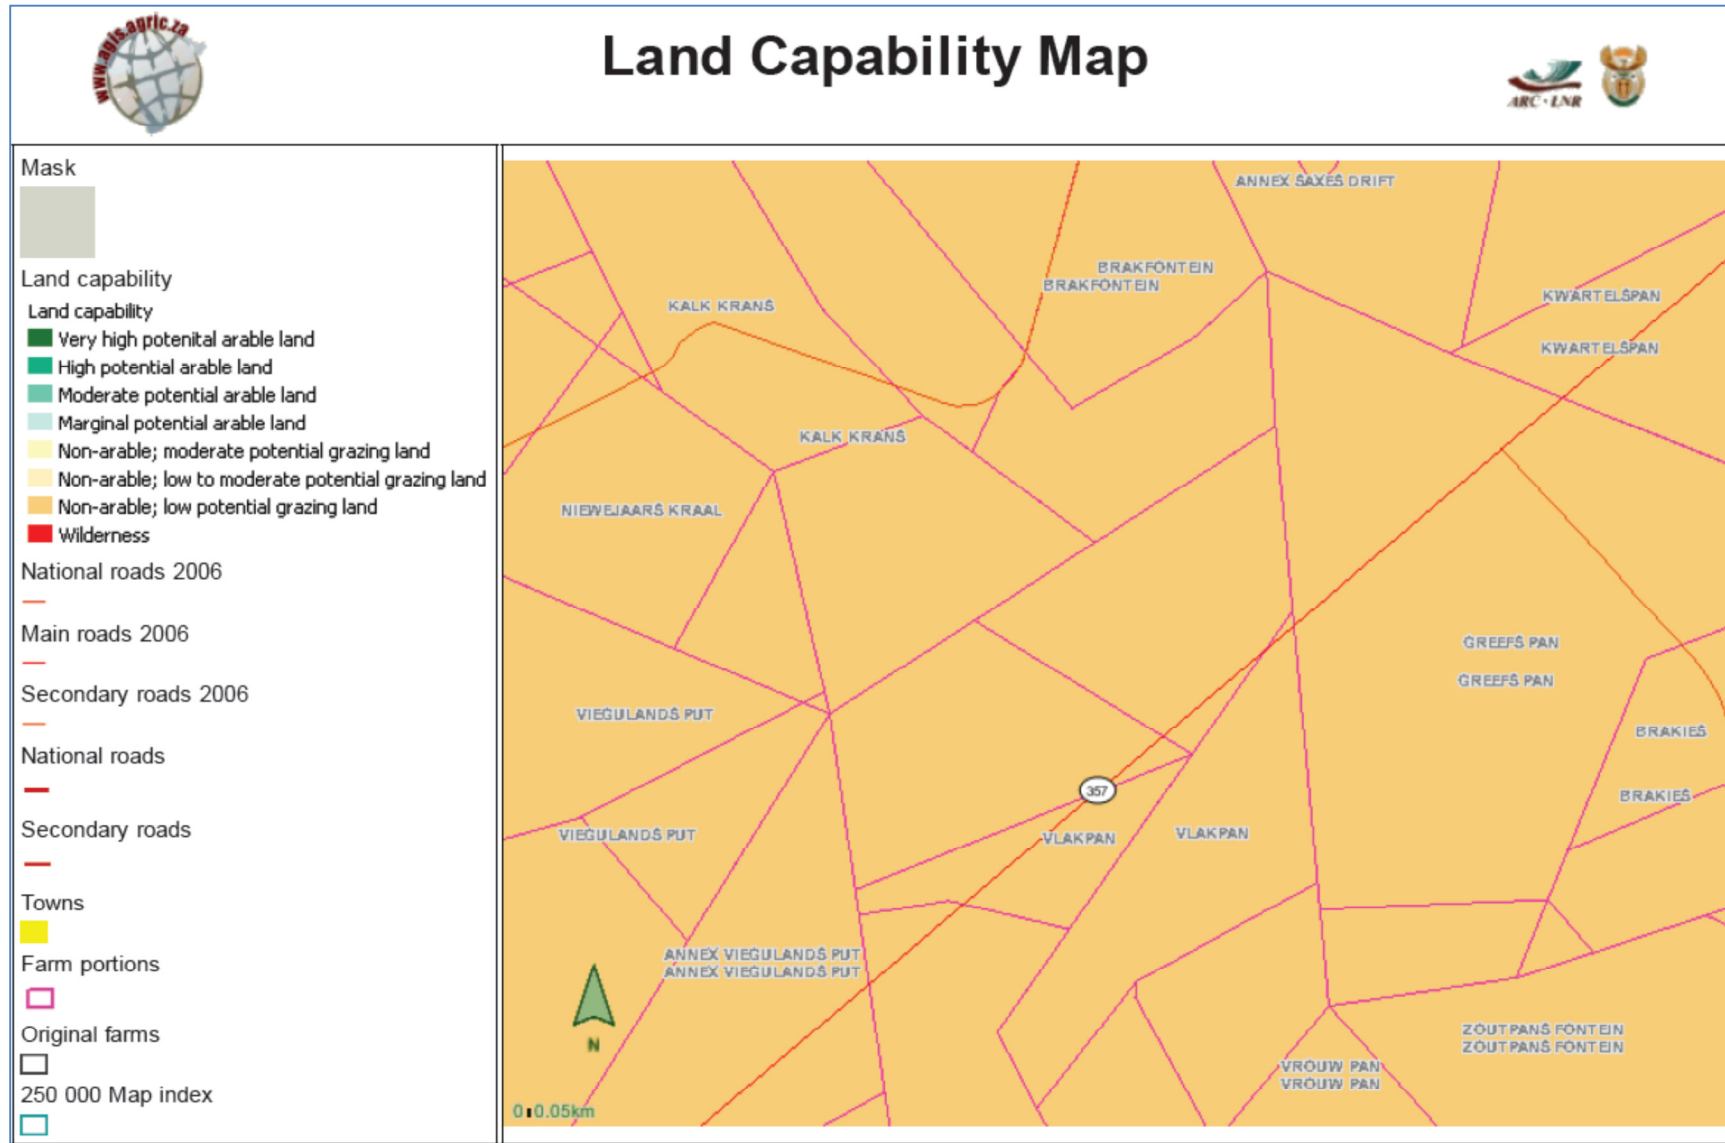 www.agis.agric.za
Land Capability Map
ARC • LNR
Mask
Land capability
Land capability
Very high potenital arable land
High potential arable land
Moderate potential arable land
Marginal potential arable land
Non-arable; moderate potential grazing land
Non-arable; low to moderate potential grazing land
Non-arable; low potential grazing land
Wilderness
National roads 2006
Main roads 2006
Secondary roads 2006
National roads
Secondary roads
Towns
Farm portions
Original farms
250 000 Map index
ANNEX SAXES DRIFT
BRAKFONTEIN
BRAKFONTEIN
KALK KRANS
KWARTELSPAN
KWARTELSPAN
KALK KRANS
NIEWEJAARS KRAAL
GREEFS PAN
GREEFS PAN
VIEGULANDS PUT
BRAKIES
357
BRAKIES
VIEGULANDS PUT
VLAKPAN
VLAKPAN
ANNEX VIEGULANDS PUT
ANNEX VIEGULANDS PUT
N
ZOUTPANS FONTEIN
ZOUTPANS FONTEIN
VROUW PAN
VROUW PAN
0 0.05km